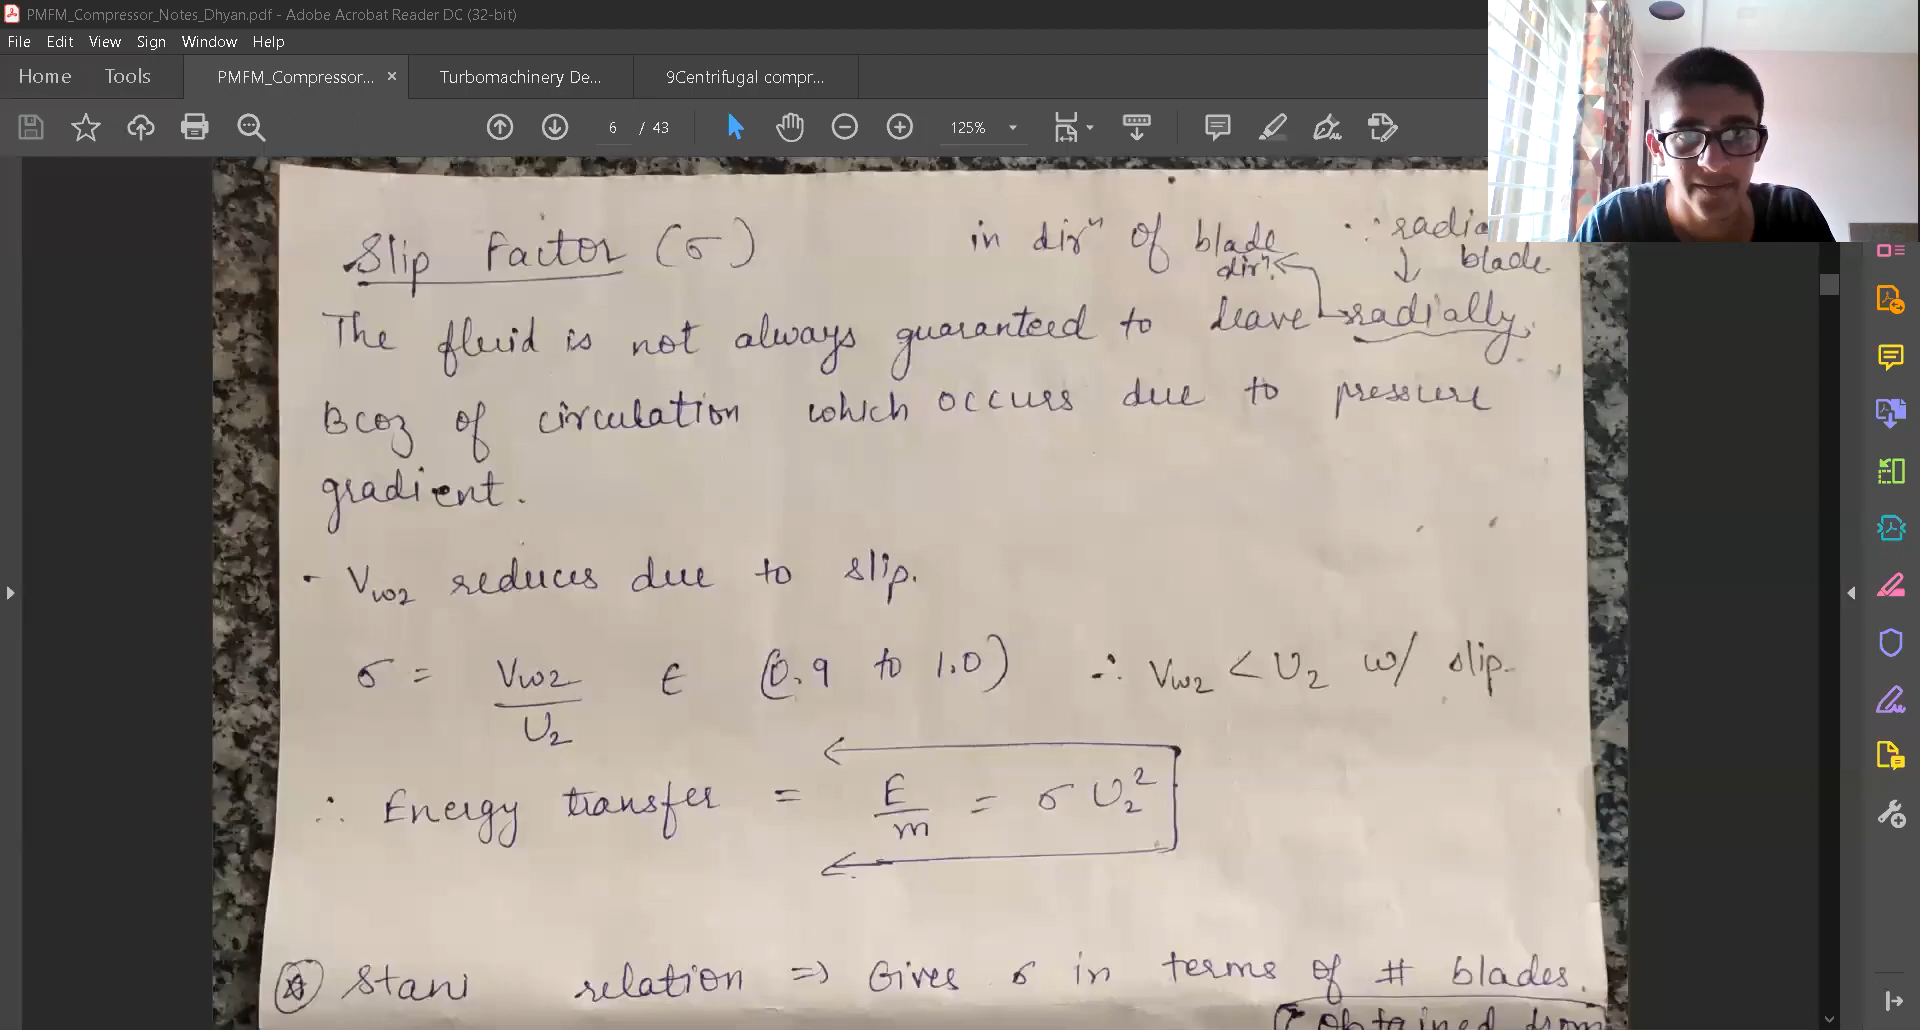 PMFM_Compressor_Notes_Dhyan.pdf - Adobe Acrobat Reader DC (32-bit)
File Edit View Sign Window Help
Home Tools PMFM_Compressor... × Turbomachinery De... 9Centrifugal compr...
6 / 43 125%
Slip Factor (σ) in dirⁿ of blade ∵ radia
dirⁿ. blade
The fluid is not always guaranteed to leave radially.
Bcoz of circulation which occurs due to pressure
gradient.
· Vw2 reduces due to slip.
σ = Vw2/U2 ∈ (0.9 to 1.0) ∴ Vw2 < U2 w/ slip.
∴ Energy transfer = E/m = σ U2²
Stani relation => Gives σ in terms of # blades.
obtained from